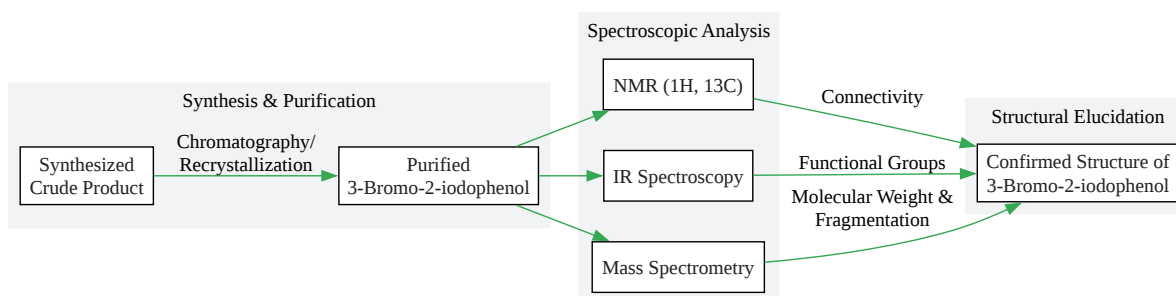 Synthesis & Purification
Synthesized
Crude Product
Chromatography/
Recrystallization
Purified
3-Bromo-2-iodophenol
Spectroscopic Analysis
NMR (1H, 13C)
IR Spectroscopy
Mass Spectrometry
Connectivity
Functional Groups
Molecular Weight &
Fragmentation
Structural Elucidation
Confirmed Structure of
3-Bromo-2-iodophenol